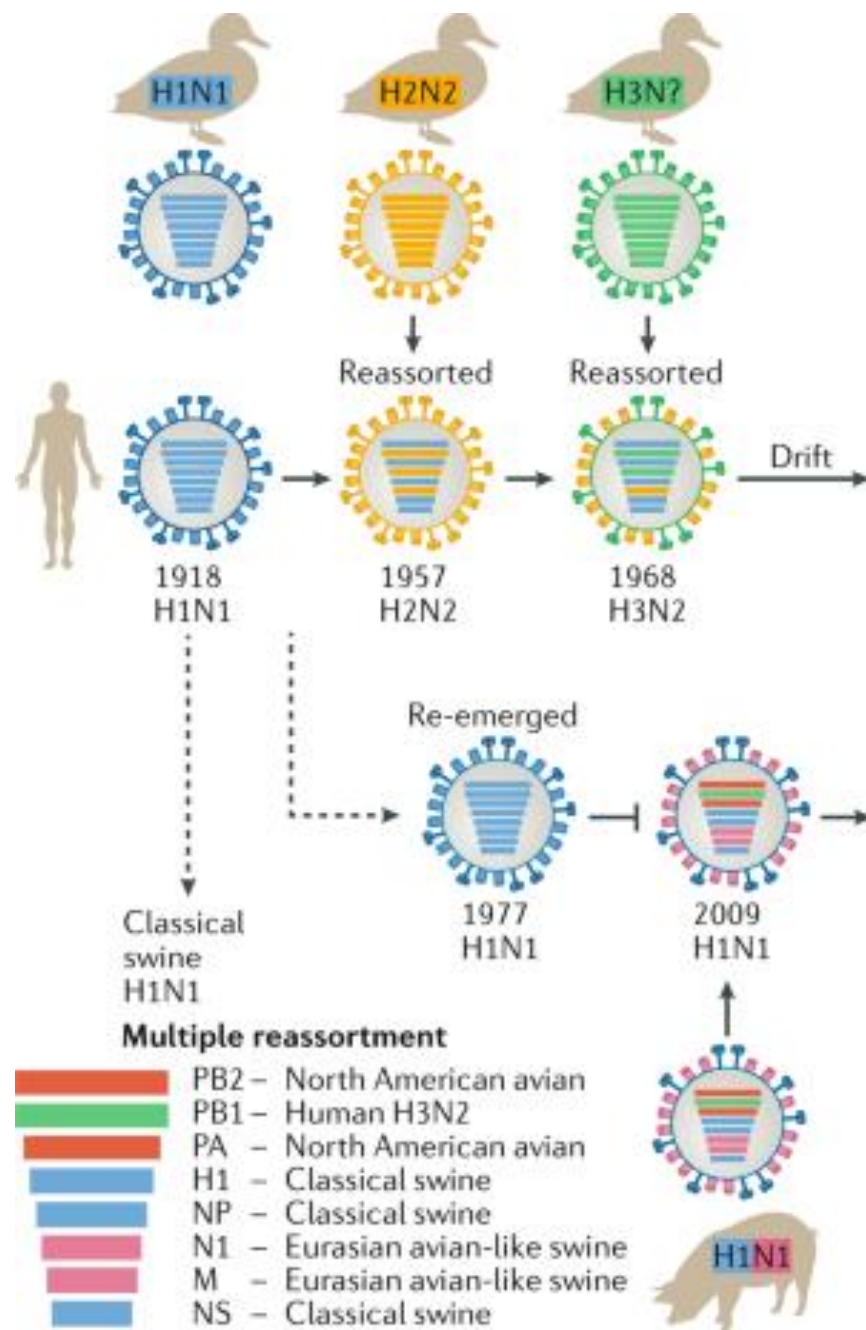 H1N1
H2N2
H3N?
Reassorted
Reassorted
Drift
1918
H1N1
1957
H2N2
1968
H3N2
Re-emerged
1977
H1N1
2009
H1N1
Classical
swine
H1N1
Multiple reassortment
PB2 – North American avian
PB1 – Human H3N2
PA – North American avian
H1 – Classical swine
NP – Classical swine
N1 – Eurasian avian-like swine
M – Eurasian avian-like swine
NS – Classical swine
H1N1